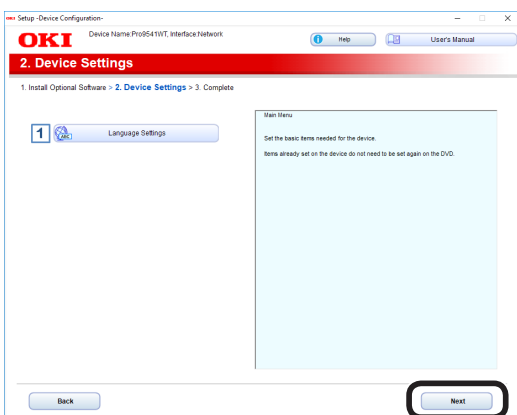 Setup -Device Configuration-
OKI
Device Name:Pro9541WT, Interface:Network
Help
User's Manual
2. Device Settings
1. Install Optional Software > 2. Device Settings > 3. Complete
1
Language Settings
Main Menu
Set the basic items needed for the device.
Items already set on the device do not need to be set again on the DVD.
Back
Next